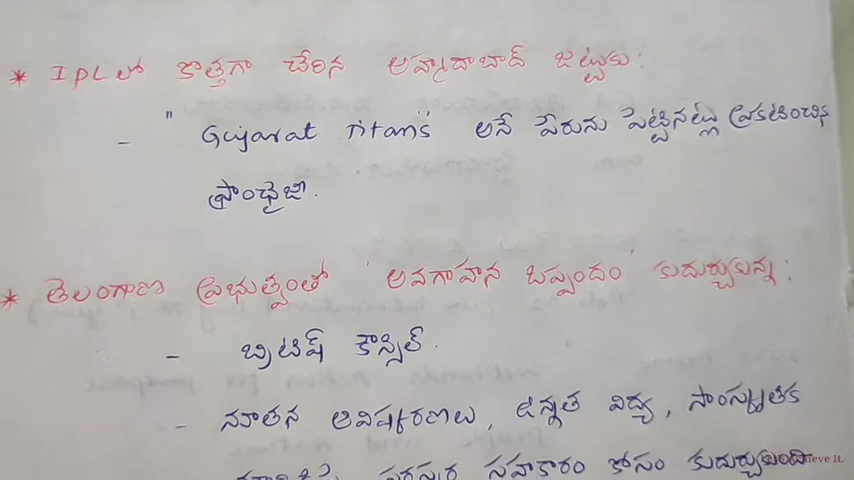 * IPL లో కొత్తగా చేరిన అహ్మదాబాద్ జట్టుకు:
- "Gujarat Titans" అనే పేరును పెట్టినట్లు ప్రకటించిన
ఫ్రాంఛైజీ.
* తెలంగాణ ప్రభుత్వంతో 'అవగాహన ఒప్పందం' కుదుర్చుకున్న:
- బ్రిటిష్ కౌన్సిల్.
- నూతన ఆవిష్కరణలు, ఉన్నత విద్య, సాంస్కృతిక
పరస్పర సహకారం కోసం కుదుర్చుకుంది